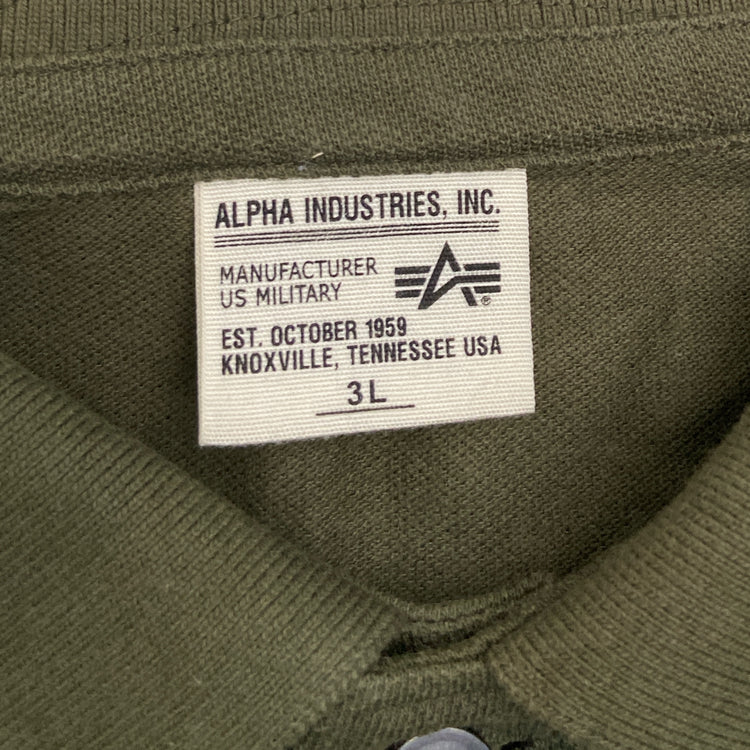 ALPHA INDUSTRIES, INC.
MANUFACTURER
US MILITARY
®
EST. OCTOBER 1959
KNOXVILLE, TENNESSEE USA
3L